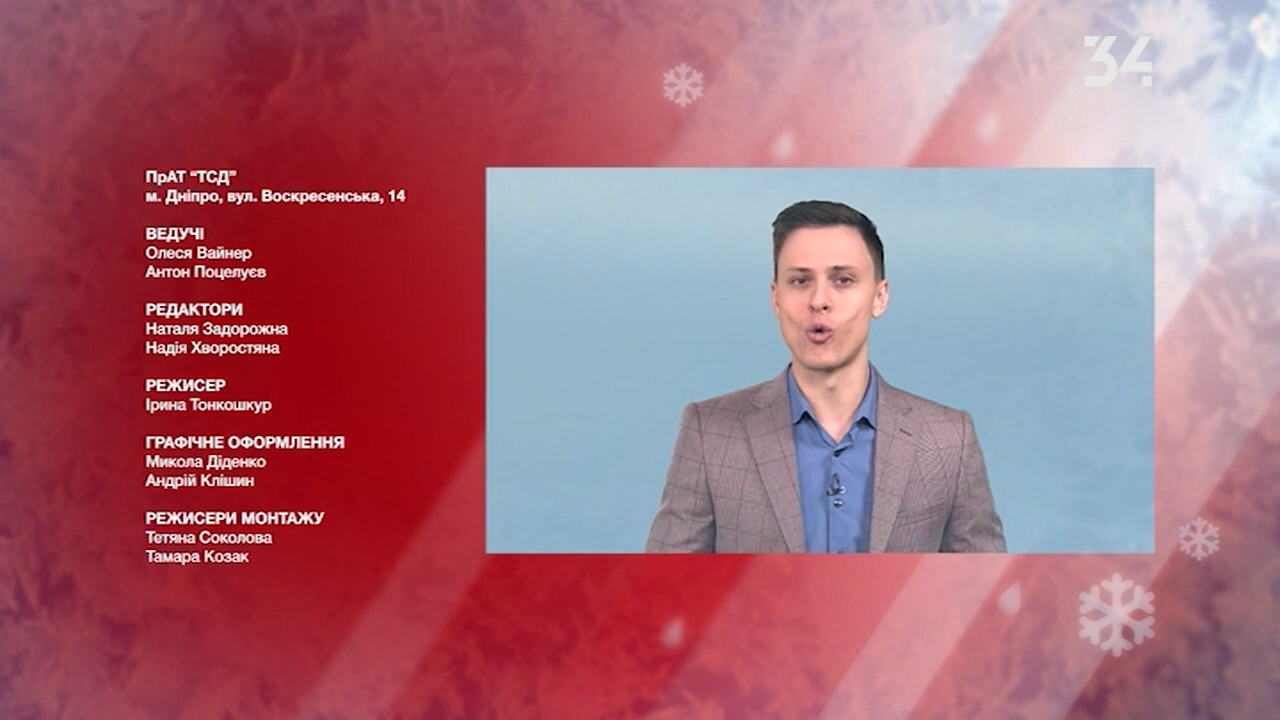 34
ПрАТ “ТСД”
м. Дніпро, вул. Воскресенська, 14
ВЕДУЧІ
Олеся Вайнер
Антон Поцелуєв
РЕДАКТОРИ
Наталя Задорожна
Надія Хворостяна
РЕЖИСЕР
Ірина Тонкошкур
ГРАФІЧНЕ ОФОРМЛЕННЯ
Микола Діденко
Андрій Клішин
РЕЖИСЕРИ МОНТАЖУ
Тетяна Соколова
Тамара Козак